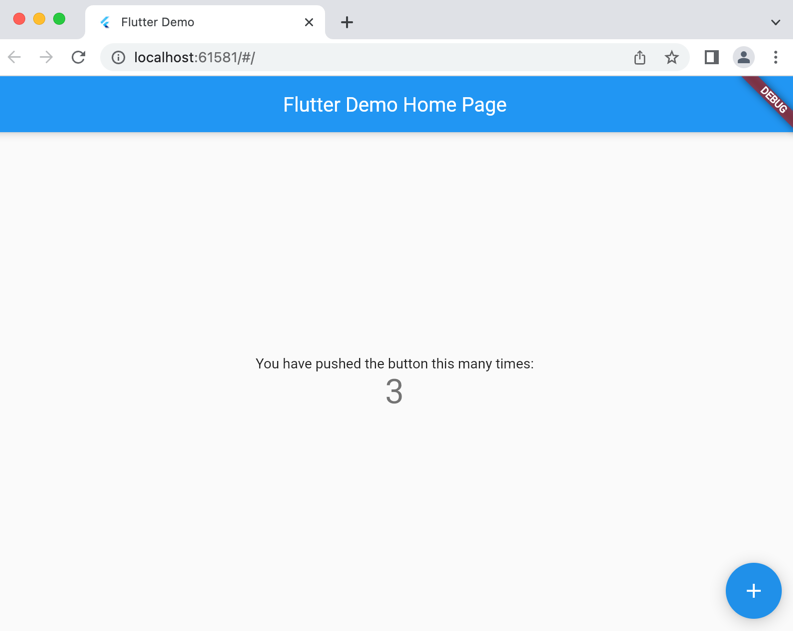 Flutter Demo
localhost:61581/#/
Flutter Demo Home Page
DEBUG
You have pushed the button this many times:
3